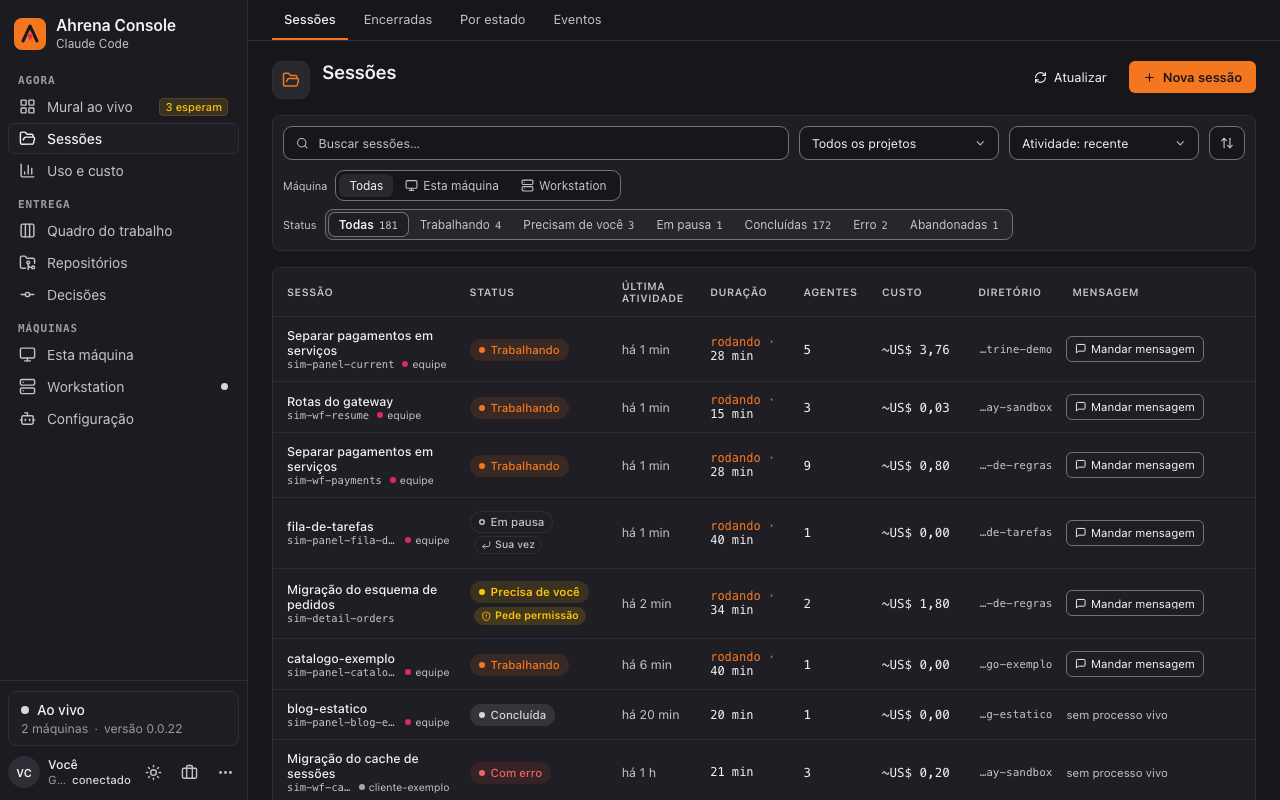 Ahrena Console
Claude Code
AGORA
Mural ao vivo 3 esperam
Sessões
Uso e custo
ENTREGA
Quadro do trabalho
Repositórios
Decisões
MÁQUINAS
Esta máquina
Workstation
Configuração
Ao vivo
2 máquinas · versão 0.0.22
VC
Você
G… conectado
Sessões Encerradas Por estado Eventos
Sessões
Atualizar
Nova sessão
Buscar sessões…
Todos os projetos
Atividade: recente
Máquina Todas Esta máquina Workstation
Status Todas 181 Trabalhando 4 Precisam de você 3 Em pausa 1 Concluídas 172 Erro 2 Abandonadas 1
SESSÃO STATUS ÚLTIMA ATIVIDADE DURAÇÃO AGENTES CUSTO DIRETÓRIO MENSAGEM
Separar pagamentos em
serviços
sim-panel-current equipe
Trabalhando
há 1 min
rodando ·
28 min
5
~US$ 3,76
…trine-demo
Mandar mensagem
Rotas do gateway
sim-wf-resume equipe
Trabalhando
há 1 min
rodando ·
15 min
3
~US$ 0,03
…ay-sandbox
Mandar mensagem
Separar pagamentos em
serviços
sim-wf-payments equipe
Trabalhando
há 1 min
rodando ·
28 min
9
~US$ 0,80
…-de-regras
Mandar mensagem
fila-de-tarefas
sim-panel-fila-d… equipe
Em pausa
Sua vez
há 1 min
rodando ·
40 min
1
~US$ 0,00
…de-tarefas
Mandar mensagem
Migração do esquema de
pedidos
sim-detail-orders
Precisa de você
Pede permissão
há 2 min
rodando ·
34 min
2
~US$ 1,80
…-de-regras
Mandar mensagem
catalogo-exemplo
sim-panel-catalo… equipe
Trabalhando
há 6 min
rodando ·
40 min
1
~US$ 0,00
…go-exemplo
Mandar mensagem
blog-estatico
sim-panel-blog-e… equipe
Concluída
há 20 min
20 min
1
~US$ 0,00
…g-estatico
sem processo vivo
Migração do cache de
sessões
sim-wf-ca… cliente-exemplo
Com erro
há 1 h
21 min
3
~US$ 0,20
…ay-sandbox
sem processo vivo